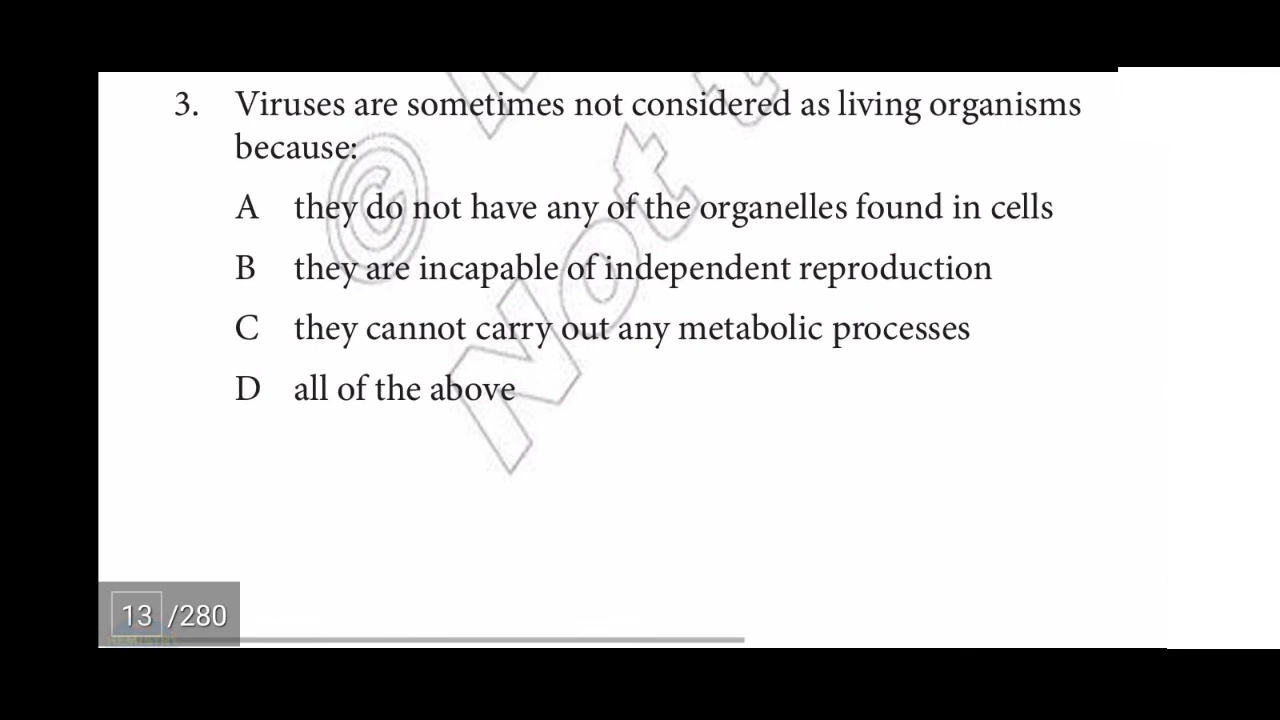 3. Viruses are sometimes not considered as living organisms
because:
A they do not have any of the organelles found in cells
B they are incapable of independent reproduction
C they cannot carry out any metabolic processes
D all of the above
© N
Not t
13 /280